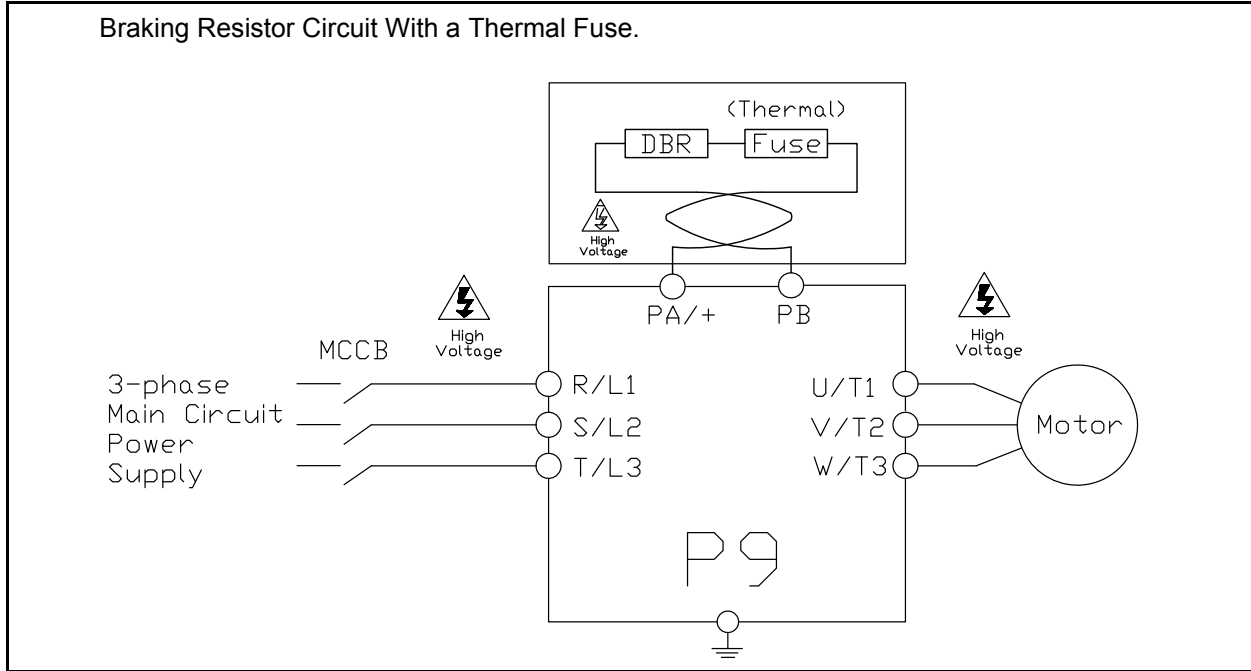 Braking Resistor Circuit With a Thermal Fuse.
(Thermal)
DBR
Fuse
High
Voltage
PA/+
PB
High
Voltage
High
Voltage
MCCB
3-phase
Main Circuit
Power
Supply
R/L1
S/L2
T/L3
U/T1
V/T2
W/T3
Motor
P9